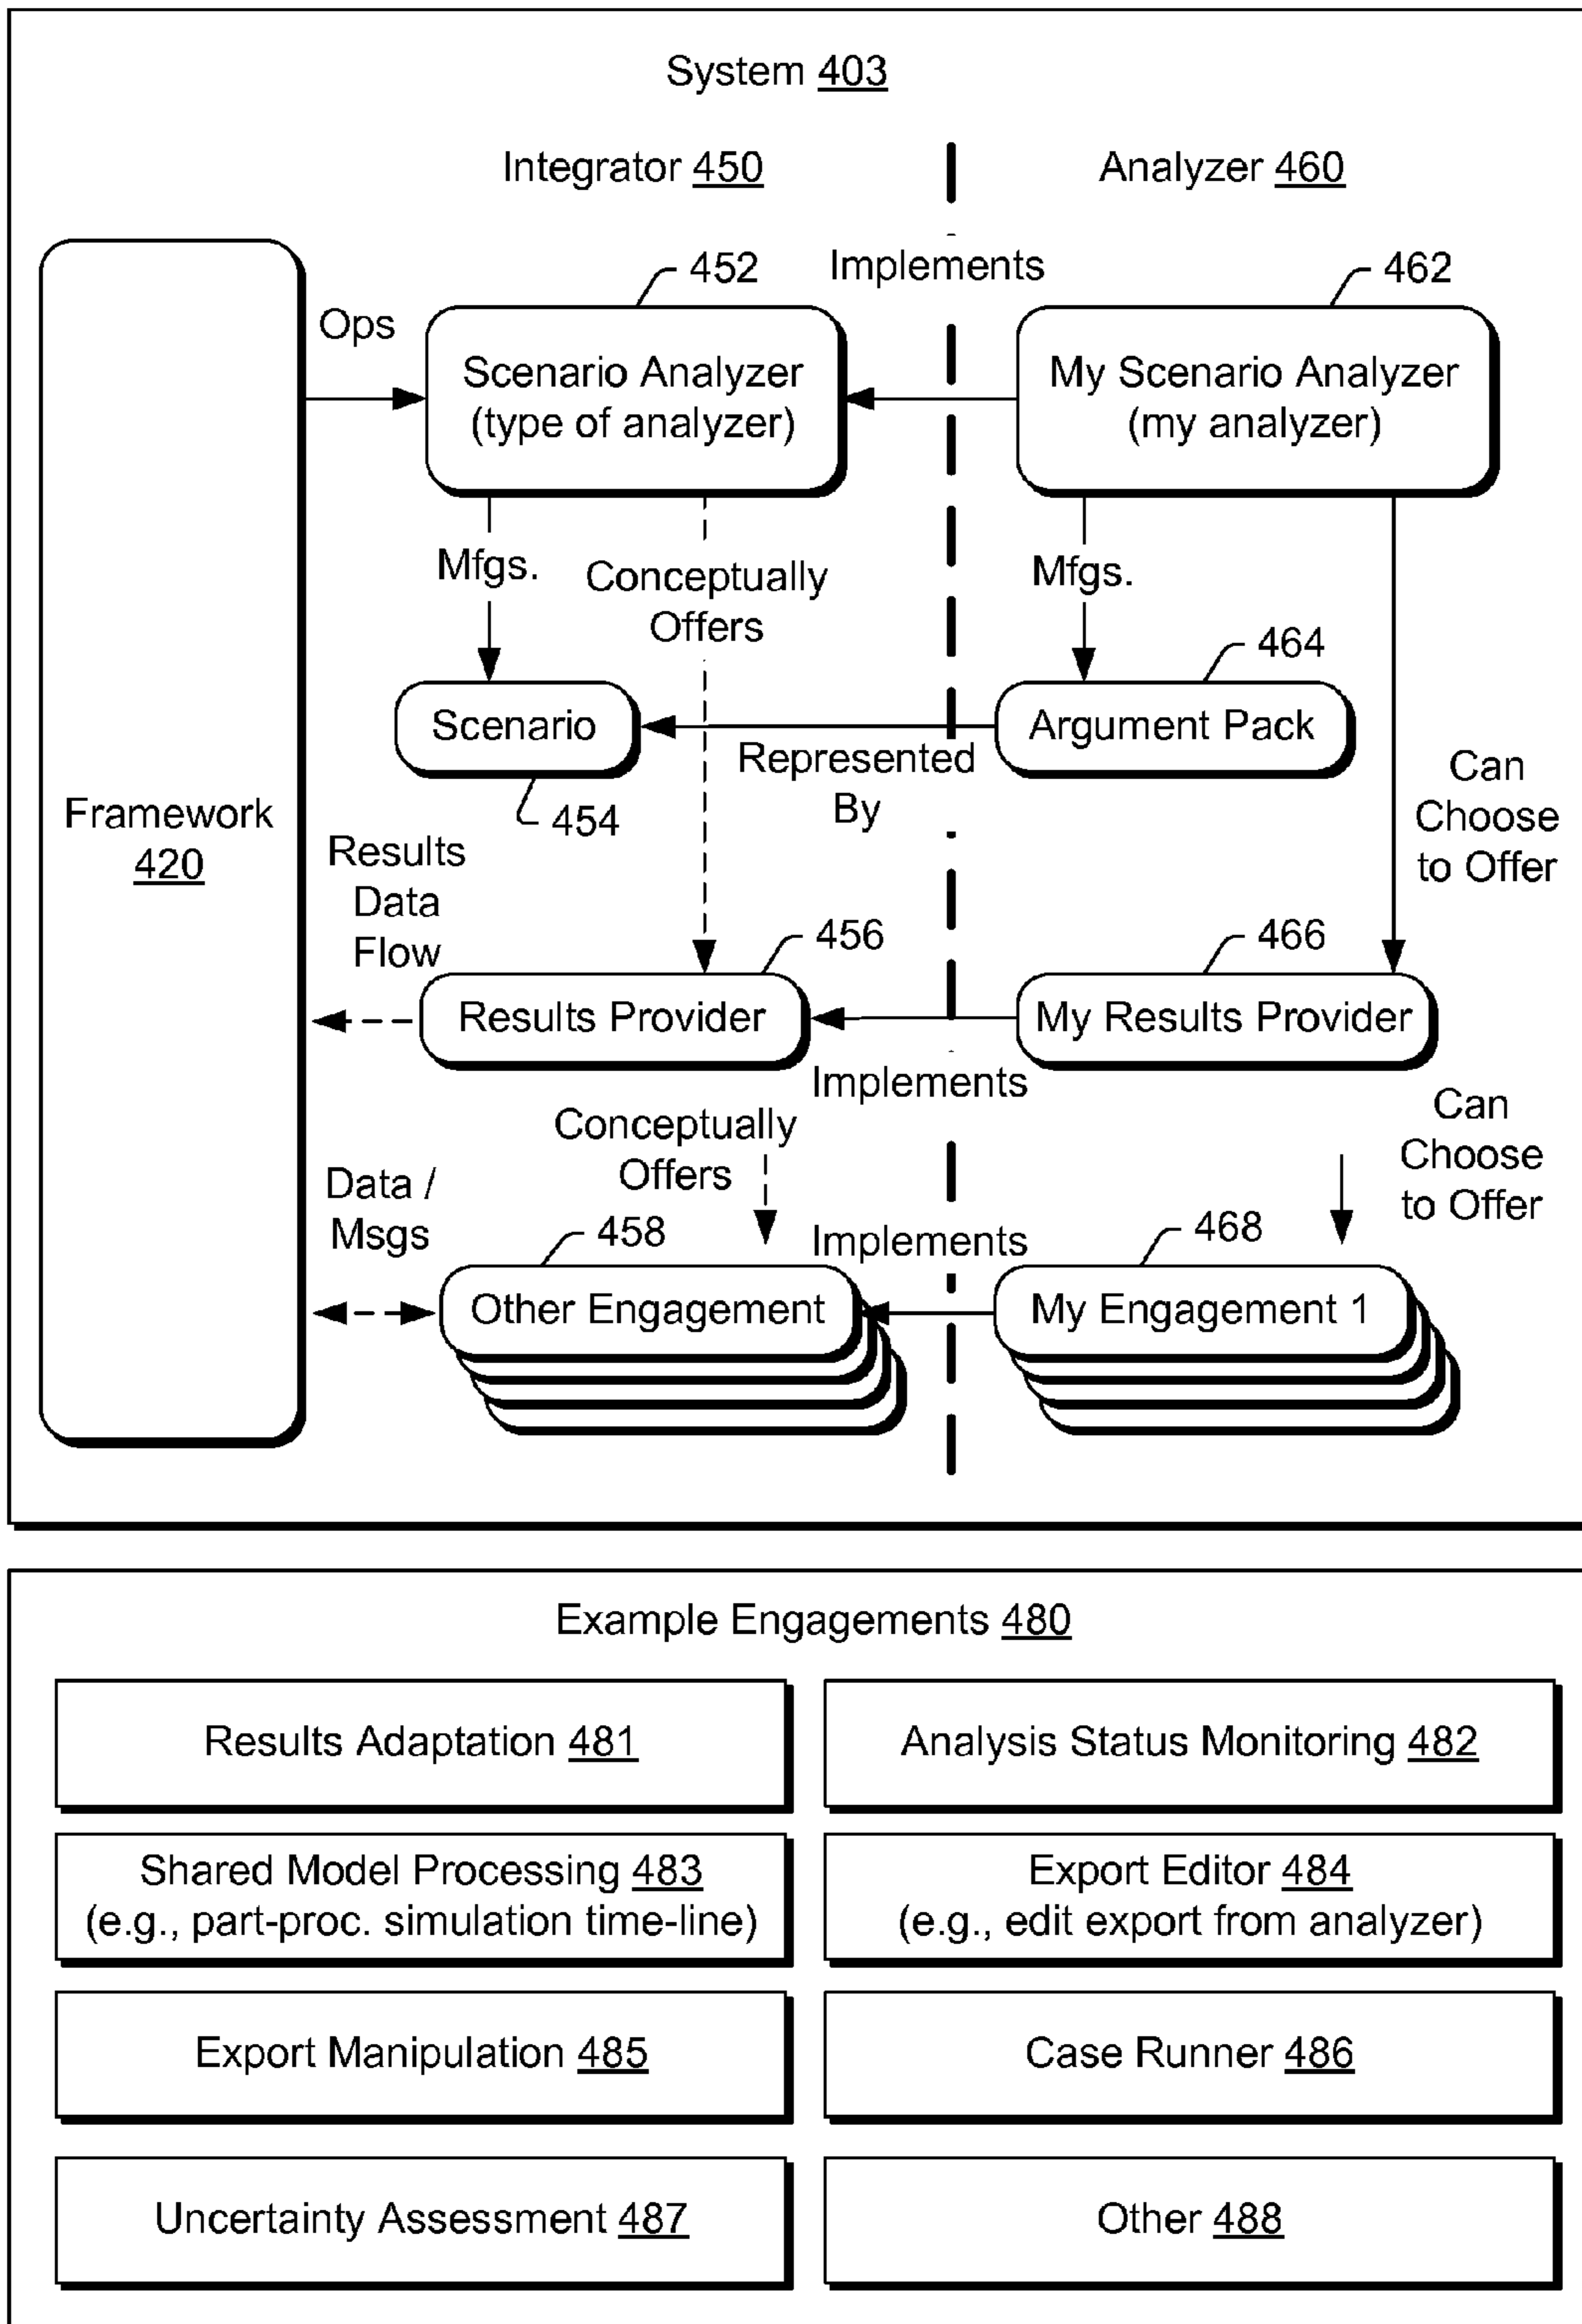 System 403
Integrator 450
Analyzer 460
452
Implements
462
Ops
Scenario Analyzer
(type of analyzer)
My Scenario Analyzer
(my analyzer)
Mfgs.
Conceptually
Offers
Mfgs.
464
Scenario
Argument Pack
Represented
By
454
Can
Choose
to Offer
Framework
420
Results
Data
Flow
456
466
Results Provider
My Results Provider
Implements
Conceptually
Offers
Can
Choose
to Offer
Data /
Msgs
458
Implements
468
Other Engagement
My Engagement 1
Example Engagements 480
Results Adaptation 481
Analysis Status Monitoring 482
Shared Model Processing 483
(e.g., part-proc. simulation time-line)
Export Editor 484
(e.g., edit export from analyzer)
Export Manipulation 485
Case Runner 486
Uncertainty Assessment 487
Other 488